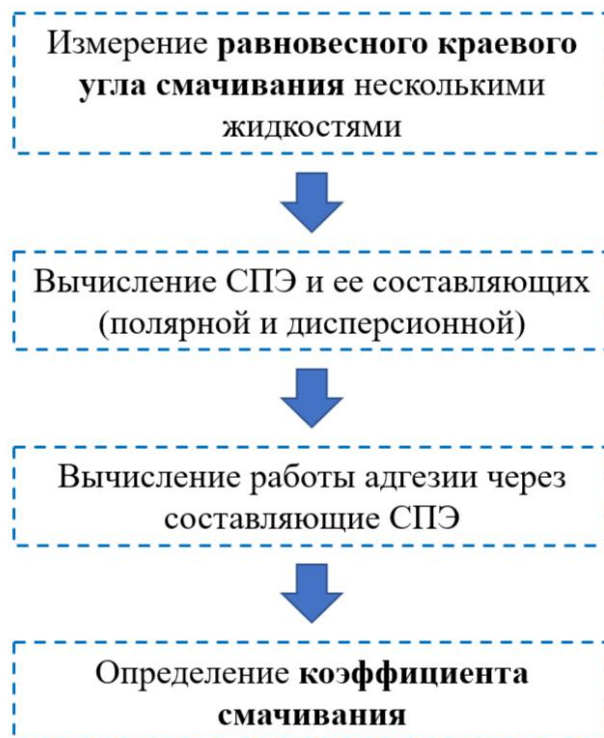 Измерение равновесного краевого
угла смачивания несколькими
жидкостями
Вычисление СПЭ и ее составляющих
(полярной и дисперсионной)
Вычисление работы адгезии через
составляющие СПЭ
Определение коэффициента
смачивания